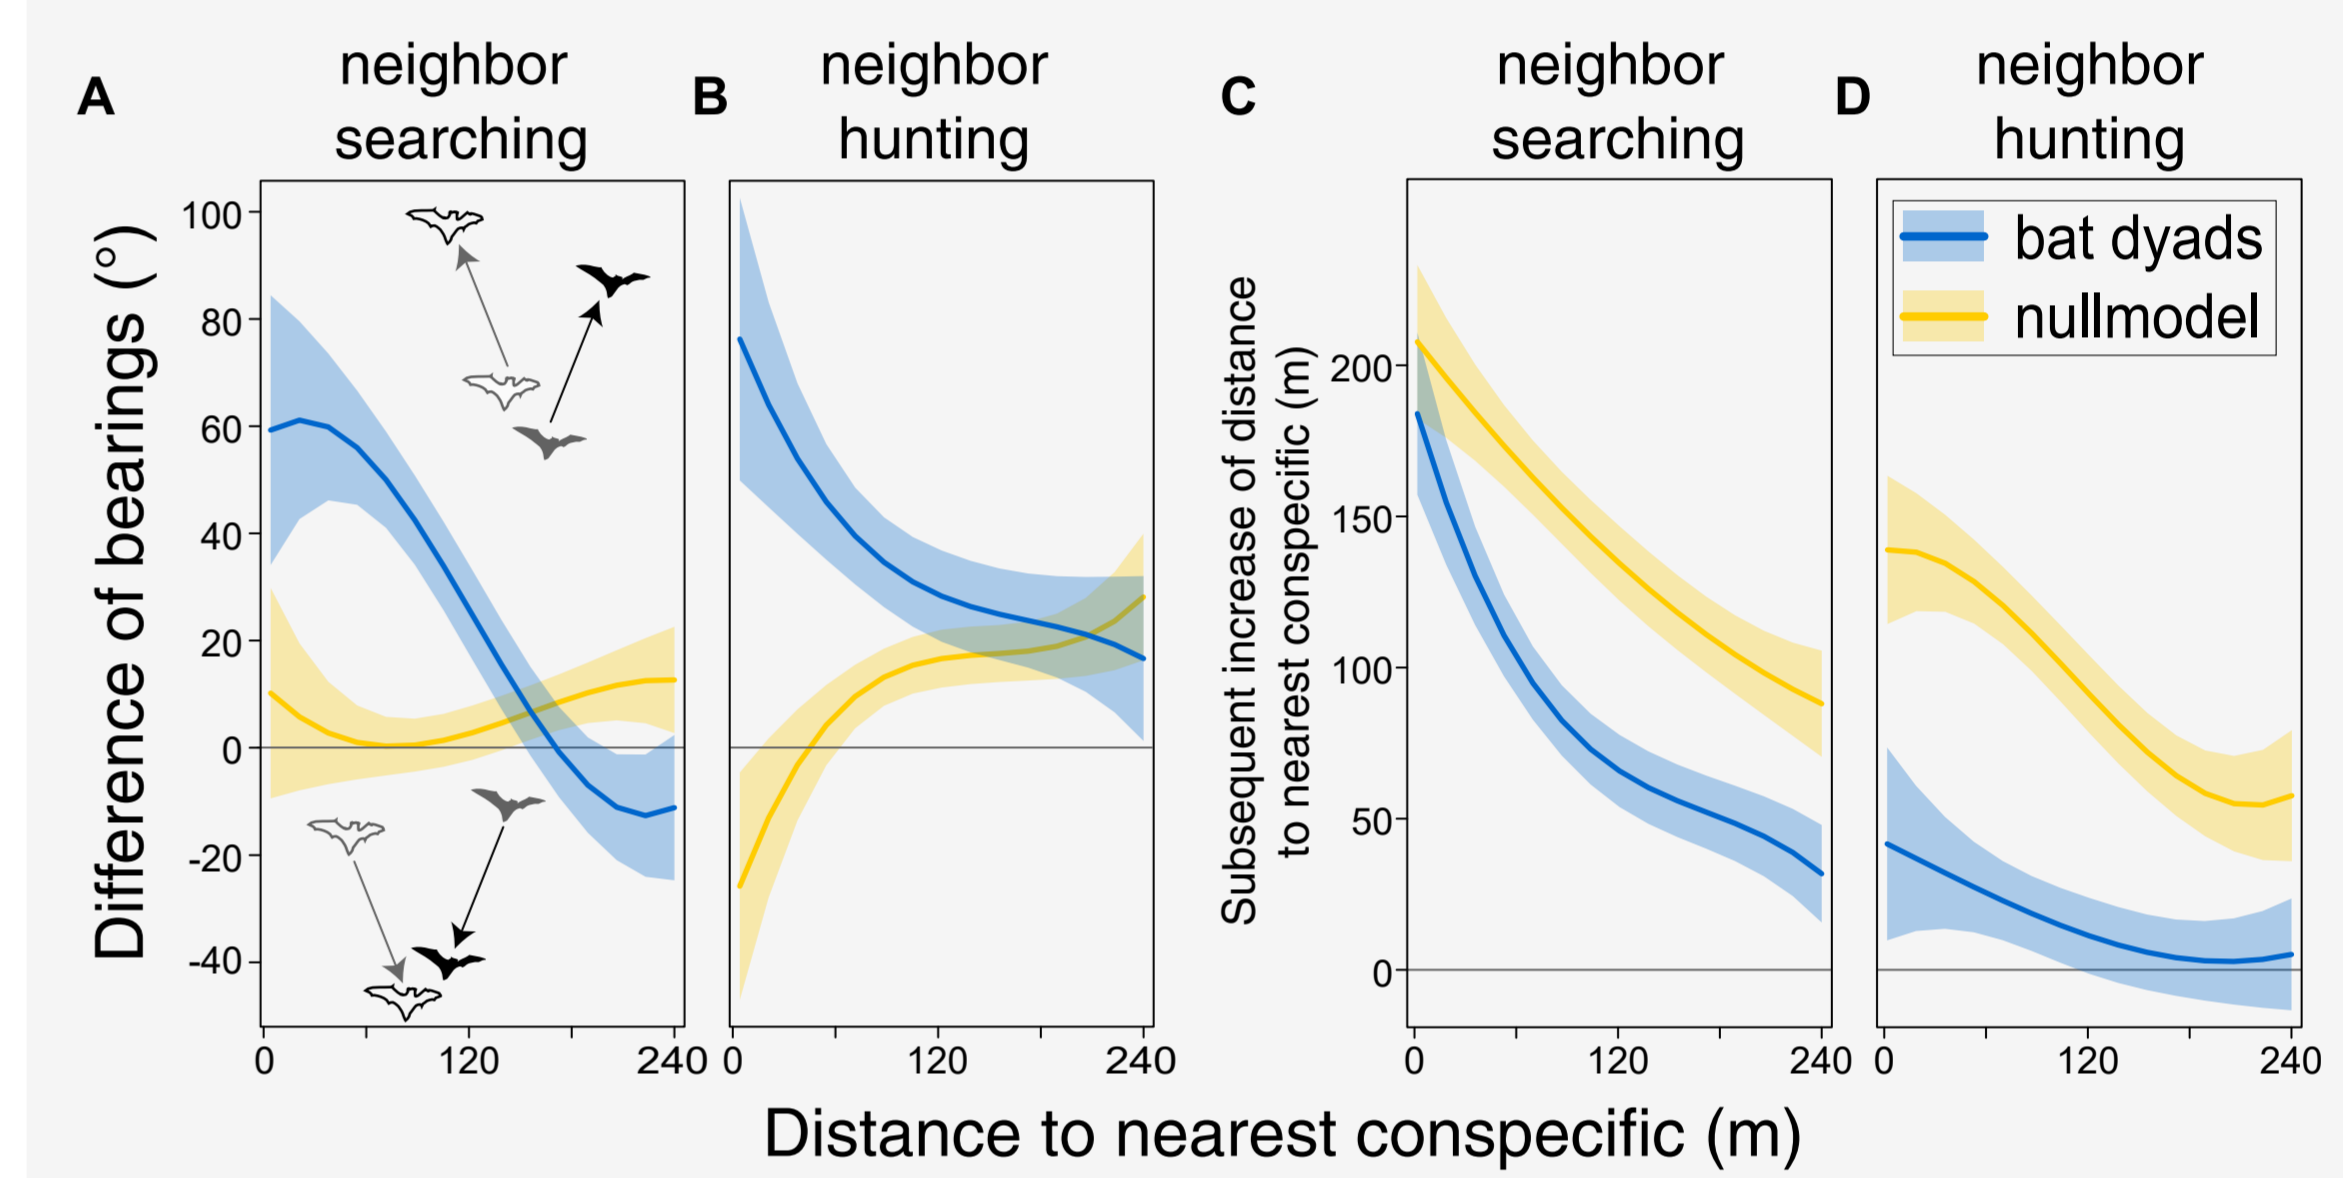 A
neighbor
searching
B
neighbor
hunting
C
neighbor
searching
D
neighbor
hunting
Difference of bearings (°)
100
80
60
40
20
0
-20
-40
0
120
240
0
120
240
Subsequent increase of distance
to nearest conspecific (m)
200
150
100
50
0
bat dyads
nullmodel
0
120
240
0
120
240
Distance to nearest conspecific (m)